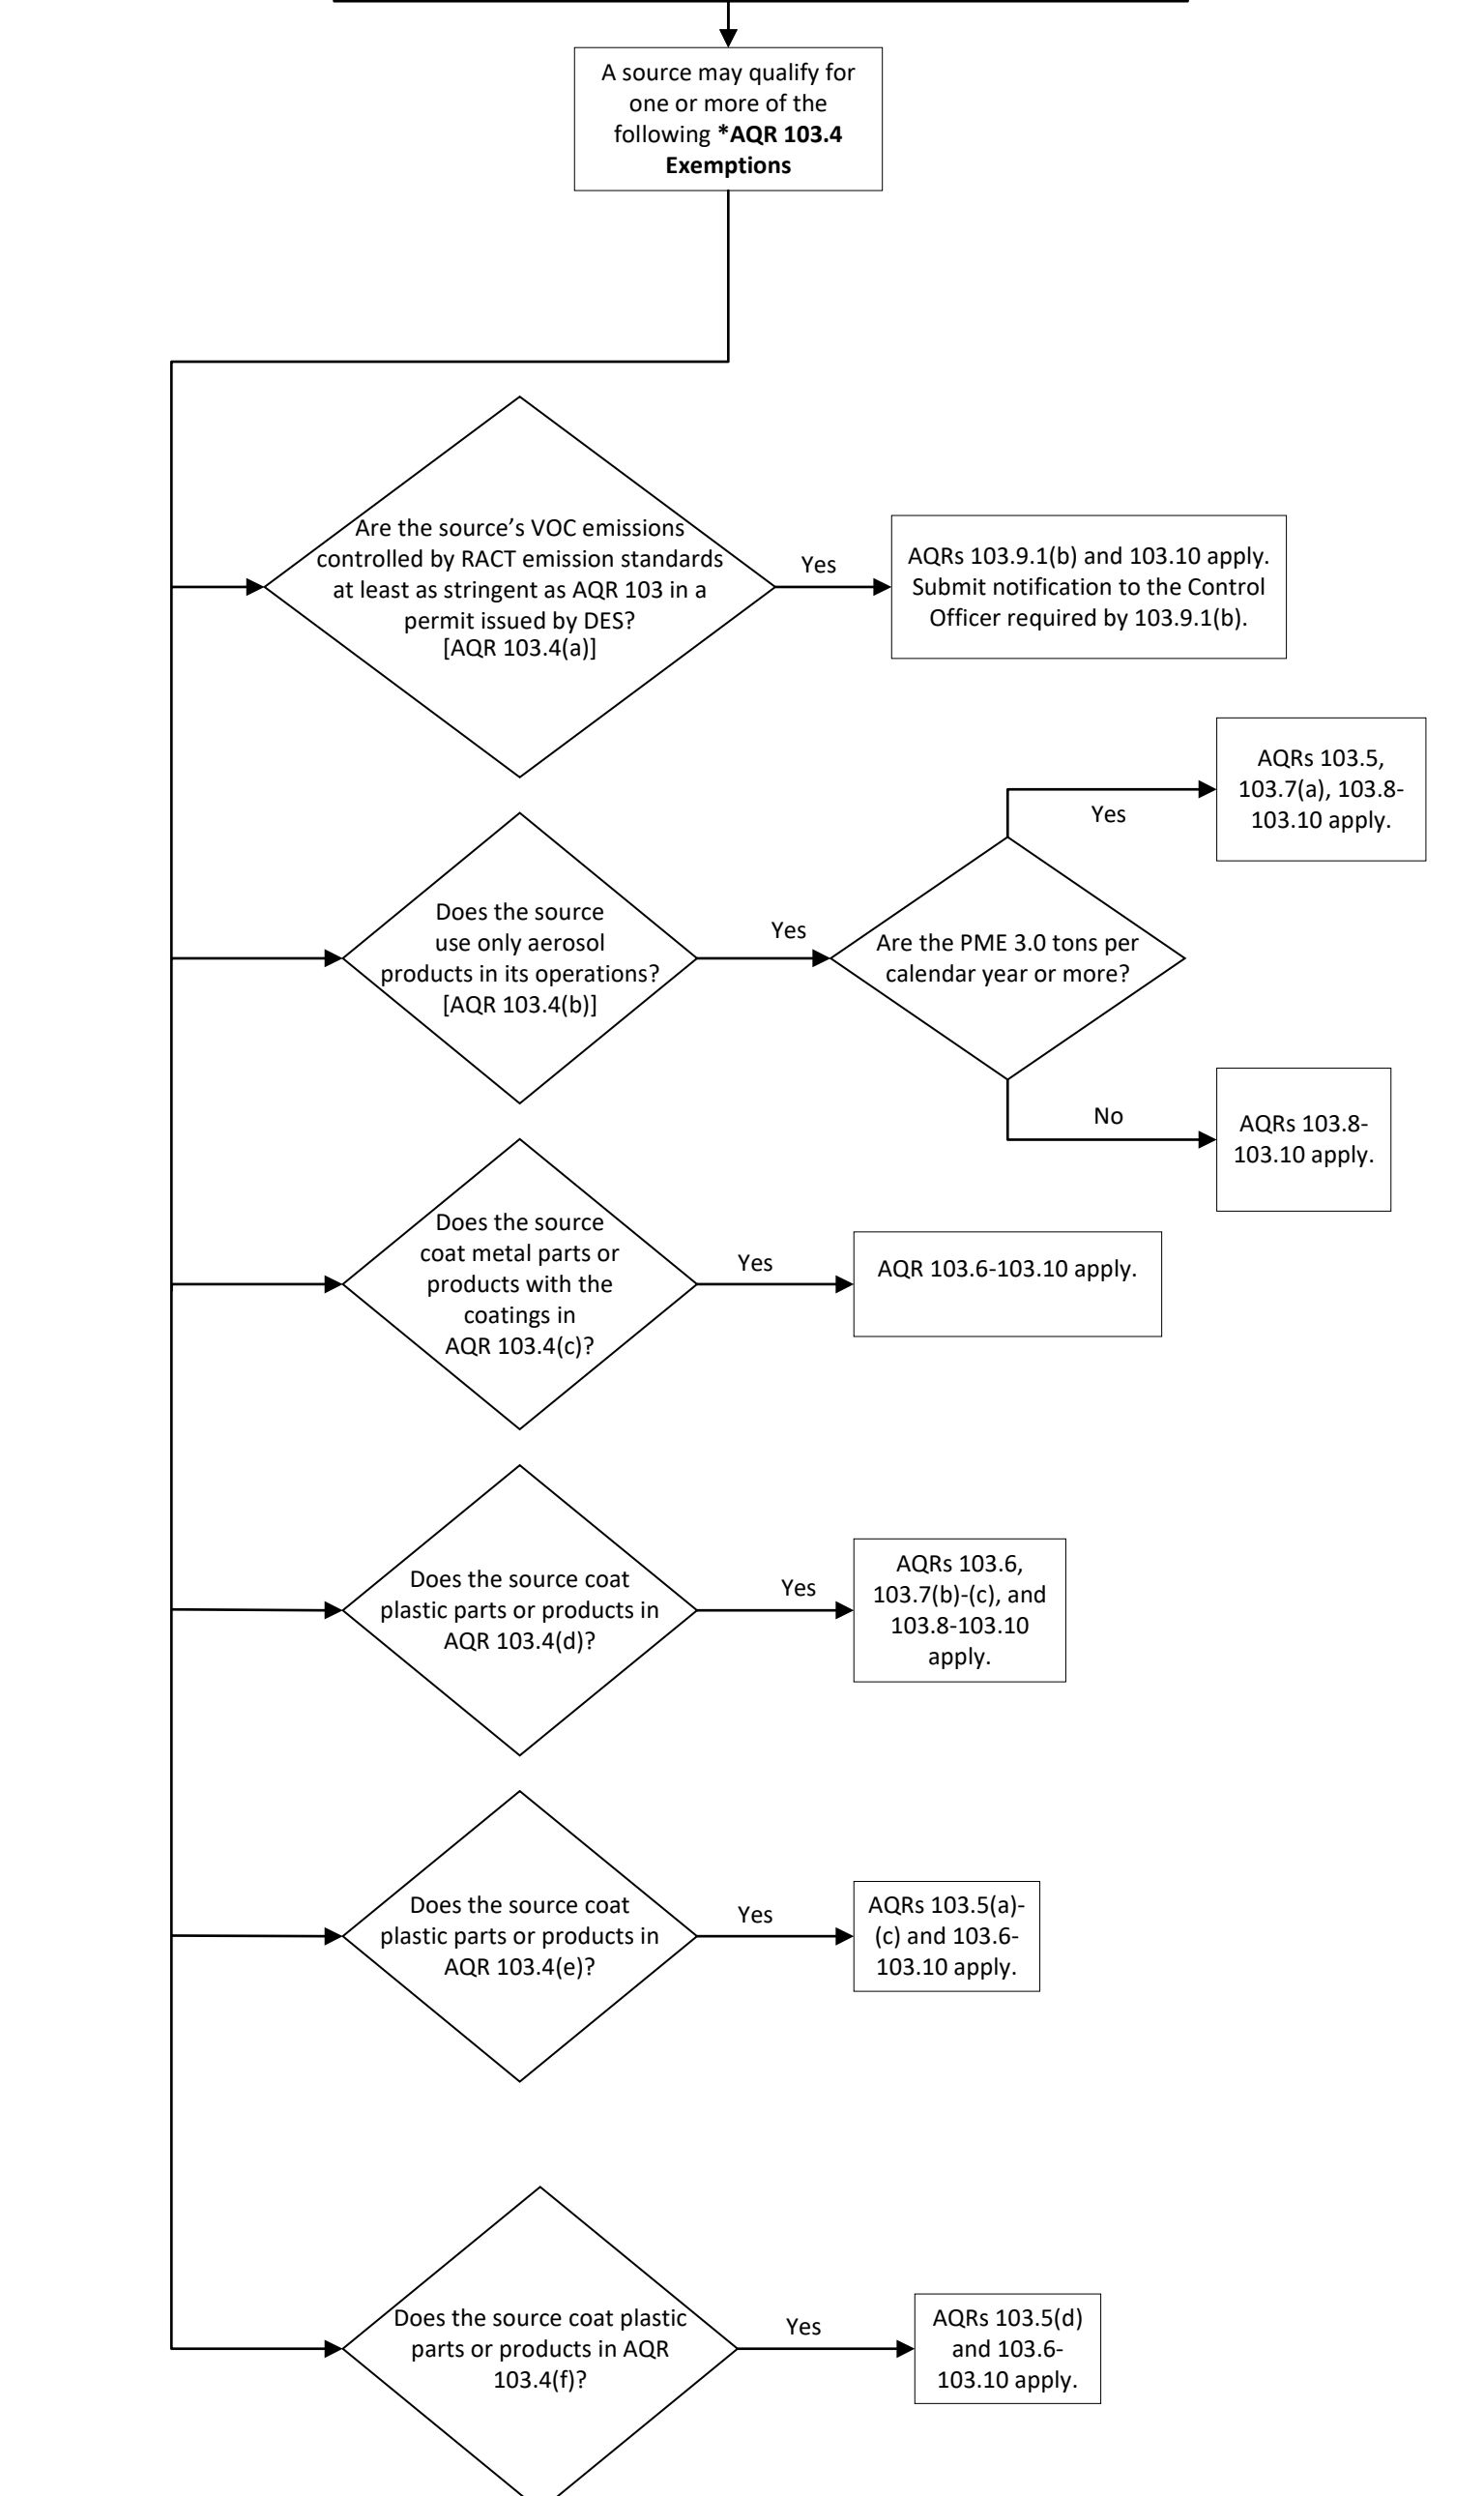 A source may qualify for
one or more of the
following *AQR 103.4
Exemptions
Are the source’s VOC emissions
controlled by RACT emission standards
at least as stringent as AQR 103 in a
permit issued by DES?
[AQR 103.4(a)]
Yes
AQRs 103.9.1(b) and 103.10 apply.
Submit notification to the Control
Officer required by 103.9.1(b).
Does the source
use only aerosol
products in its operations?
[AQR 103.4(b)]
Yes
Are the PME 3.0 tons per
calendar year or more?
Yes
AQRs 103.5,
103.7(a), 103.8-
103.10 apply.
No
AQRs 103.8-
103.10 apply.
Does the source
coat metal parts or
products with the
coatings in
AQR 103.4(c)?
Yes
AQR 103.6-103.10 apply.
Does the source coat
plastic parts or products in
AQR 103.4(d)?
Yes
AQRs 103.6,
103.7(b)-(c), and
103.8-103.10
apply.
Does the source coat
plastic parts or products in
AQR 103.4(e)?
Yes
AQRs 103.5(a)-
(c) and 103.6-
103.10 apply.
Does the source coat plastic
parts or products in AQR
103.4(f)?
Yes
AQRs 103.5(d)
and 103.6-
103.10 apply.